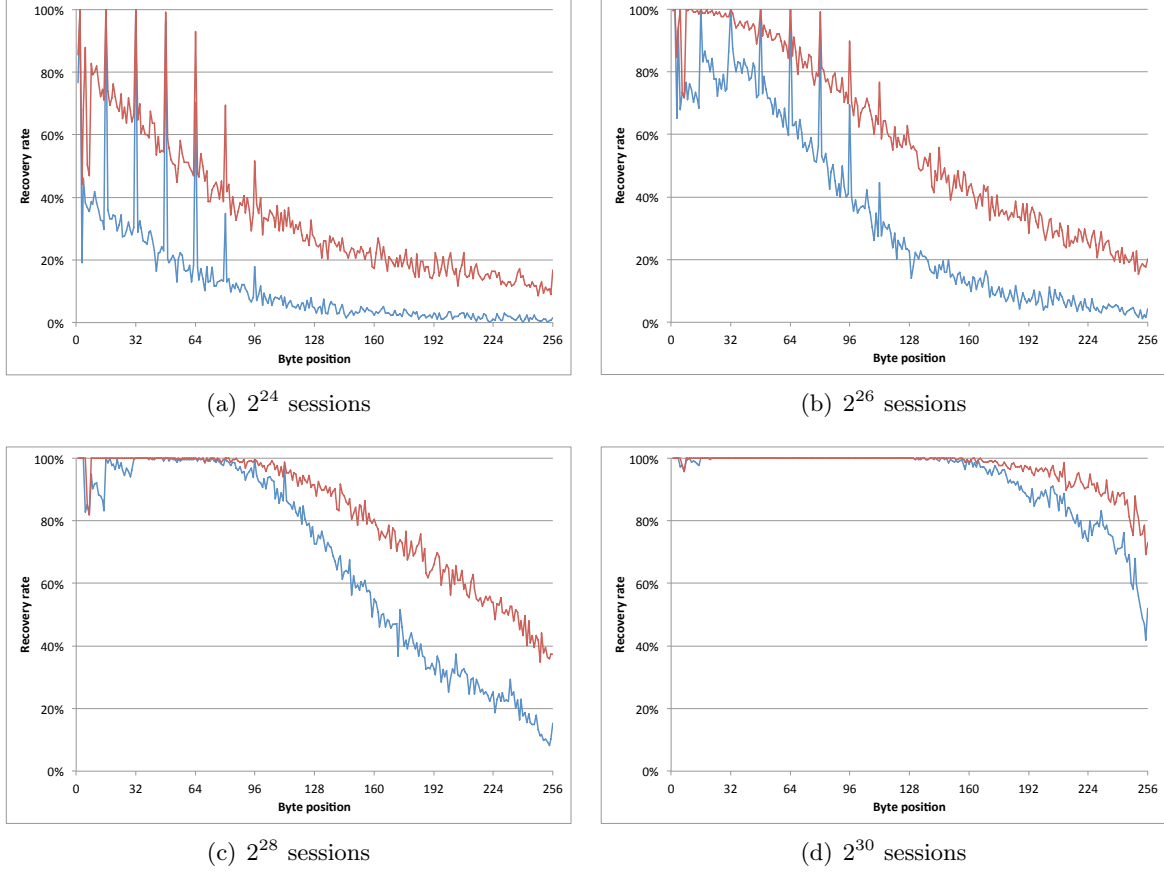 100%
80%
60%
40%
20%
0%
Recovery rate
0 32 64 96 128 160 192 224 256
Byte position
(a) 2^24 sessions
100%
80%
60%
40%
20%
0%
Recovery rate
0 32 64 96 128 160 192 224 256
Byte position
(b) 2^26 sessions
100%
80%
60%
40%
20%
0%
Recovery rate
0 32 64 96 128 160 192 224 256
Byte position
(c) 2^28 sessions
100%
80%
60%
40%
20%
0%
Recovery rate
0 32 64 96 128 160 192 224 256
Byte position
(d) 2^30 sessions